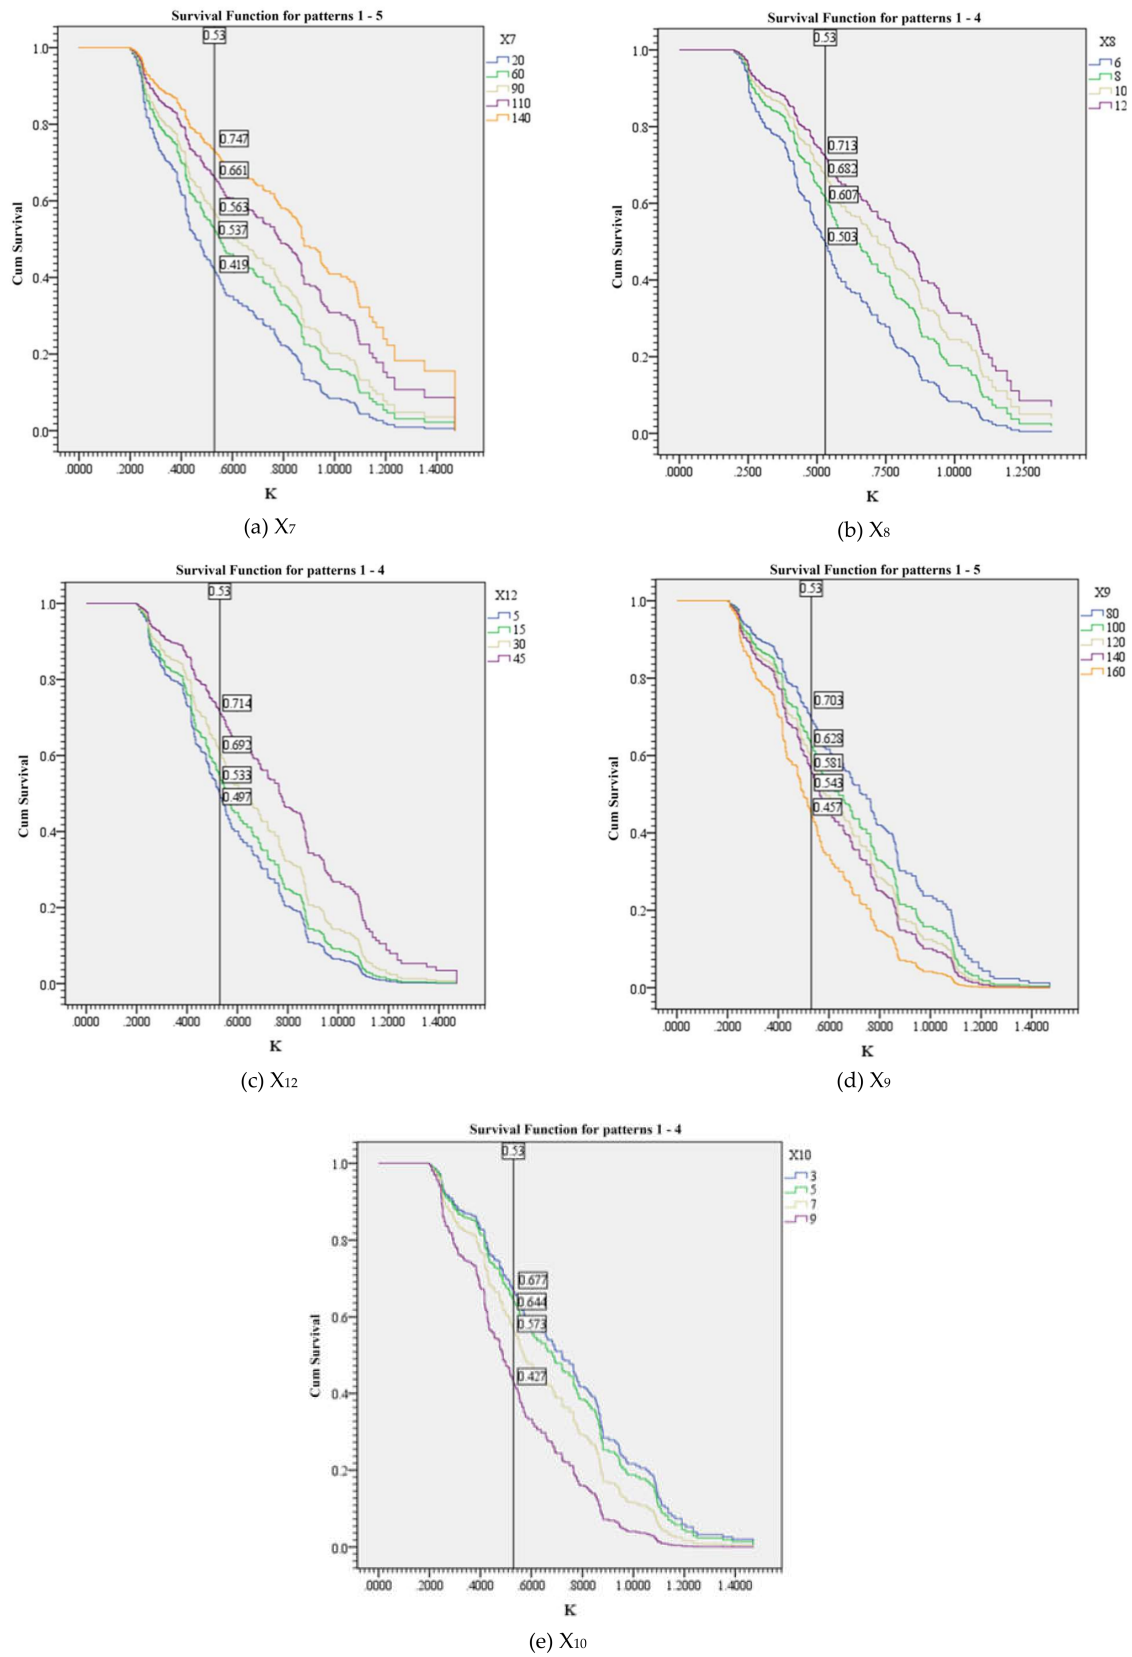 Survival Function for patterns 1 - 5
0.53
X7
20
60
90
110
140
1.0
0.8
0.6
0.4
0.2
0.0
Cum Survival
0.747
0.661
0.563
0.537
0.419
.0000 .2000 .4000 .6000 .8000 1.0000 1.2000 1.4000
K
(a) X7
Survival Function for patterns 1 - 4
0.53
X8
6
8
10
12
1.0
0.8
0.6
0.4
0.2
0.0
Cum Survival
0.713
0.682
0.607
0.503
.0000 .2500 .5000 .7500 1.0000 1.2500
K
(b) X8
Survival Function for patterns 1 - 4
0.53
X12
5
15
30
45
1.0
0.8
0.6
0.4
0.2
0.0
Cum Survival
0.714
0.692
0.533
0.497
.0000 .2000 .4000 .6000 .8000 1.0000 1.2000 1.4000
K
(c) X12
Survival Function for patterns 1 - 5
0.53
X9
80
100
120
140
160
1.0
0.8
0.6
0.4
0.2
0.0
Cum Survival
0.703
0.628
0.581
0.543
0.457
.0000 .2000 .4000 .6000 .8000 1.0000 1.2000 1.4000
K
(d) X9
Survival Function for patterns 1 - 4
0.53
X10
3
5
7
9
1.0
0.8
0.6
0.4
0.2
0.0
Cum Survival
0.677
0.644
0.573
0.427
.0000 .2000 .4000 .6000 .8000 1.0000 1.2000 1.4000
K
(e) X10